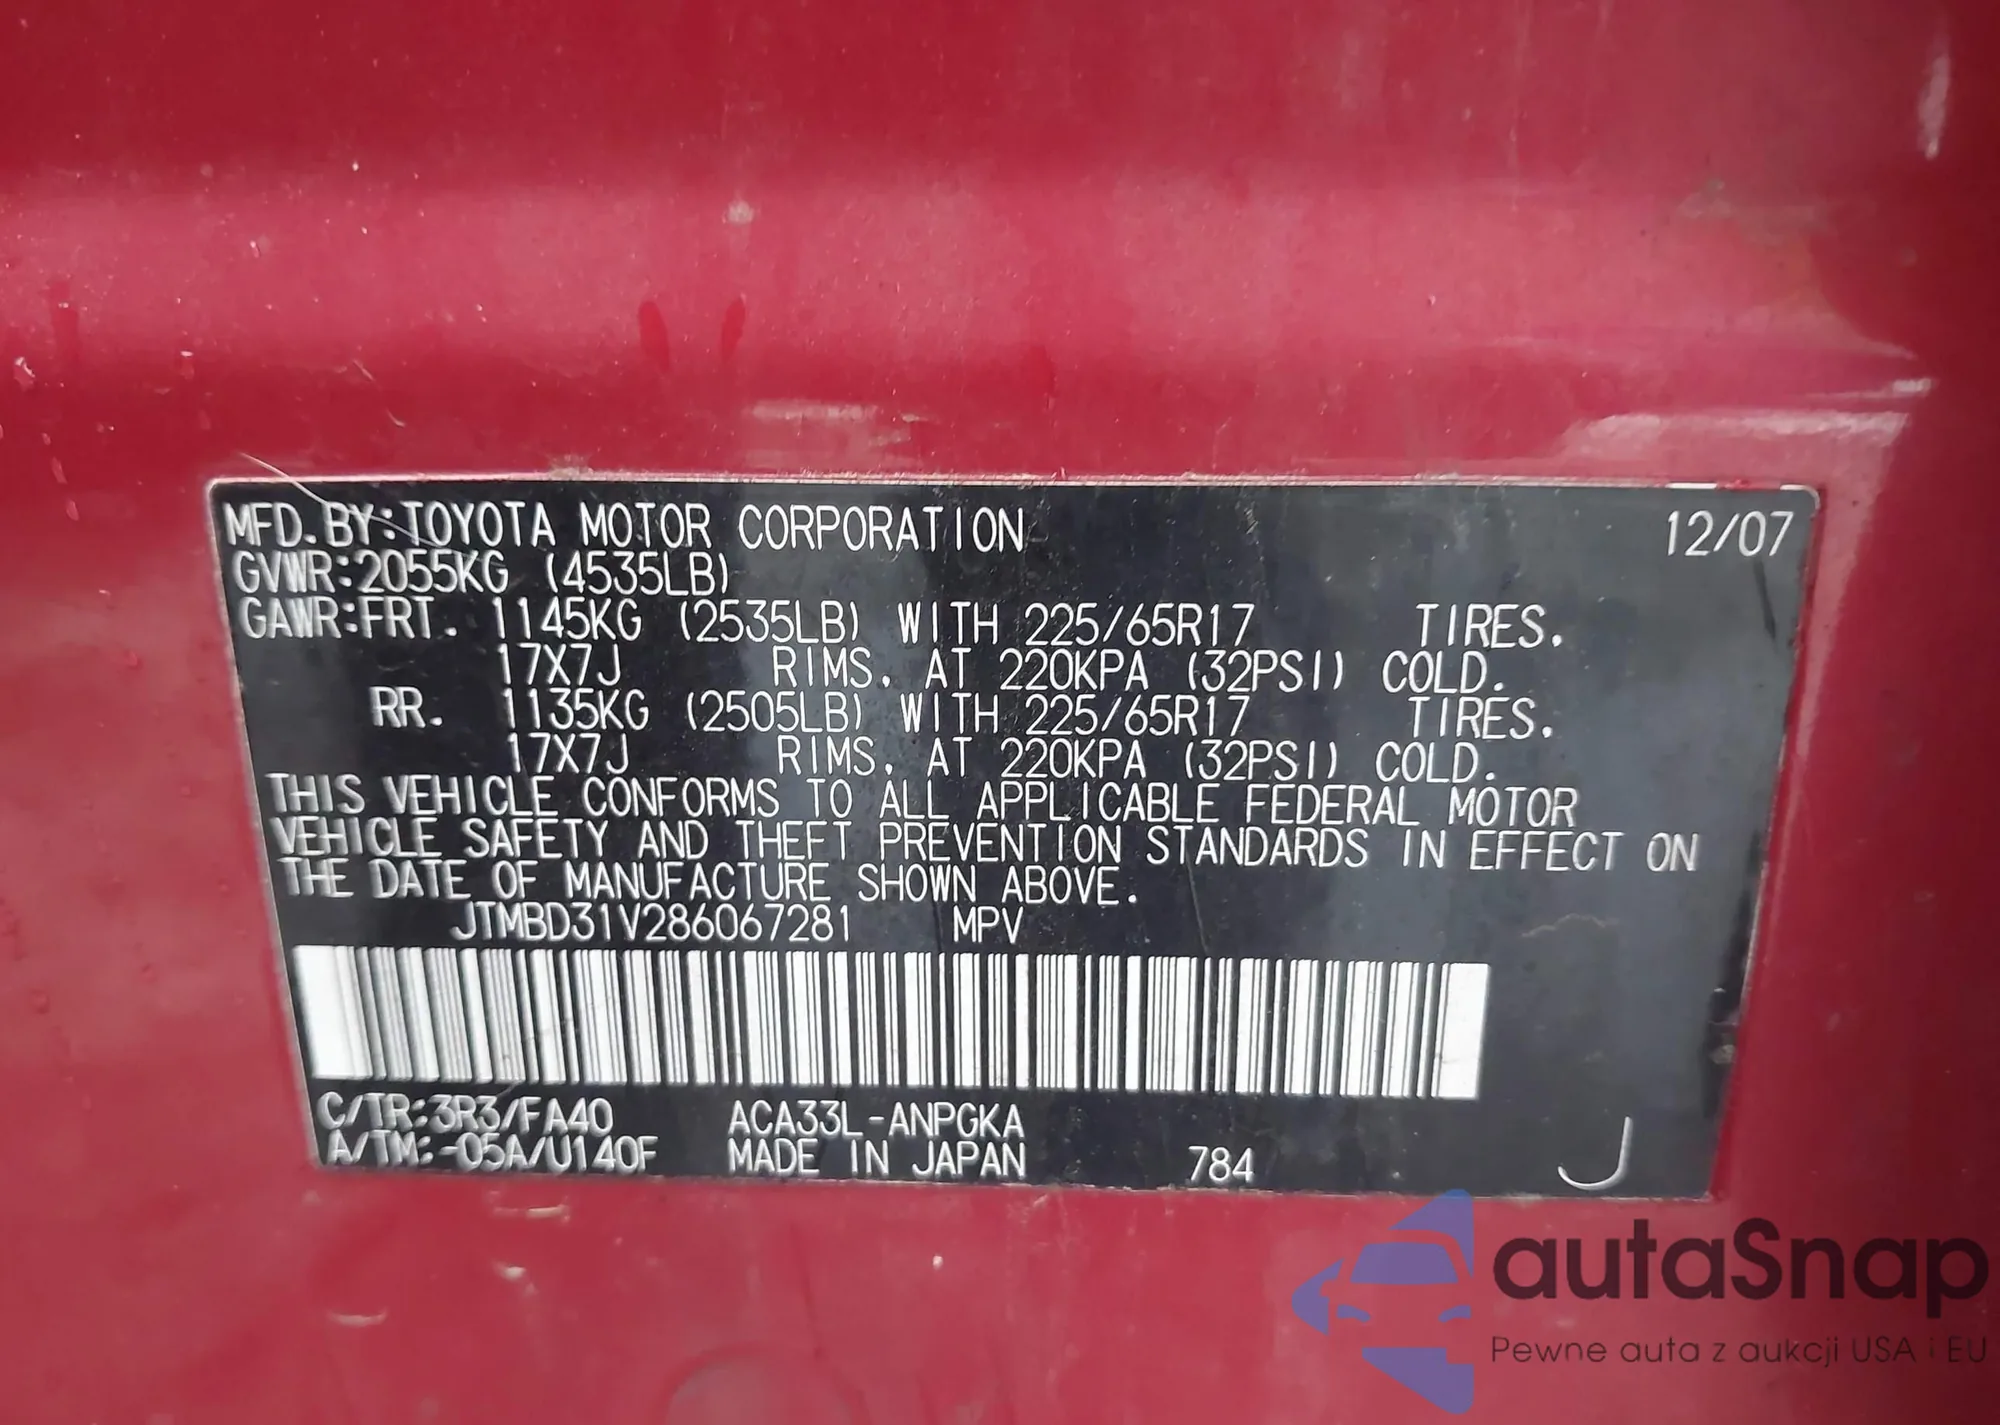 MFD.BY:TOYOTA MOTOR CORPORATION 12/07
GVWR:2055KG (4535LB)
GAWR:FRT. 1145KG (2535LB) WITH 225/65R17 TIRES.
17X7J RIMS, AT 220KPA (32PSI) COLD.
RR. 1135KG (2505LB) WITH 225/65R17 TIRES.
17X7J RIMS, AT 220KPA (32PSI) COLD.
THIS VEHICLE CONFORMS TO ALL APPLICABLE FEDERAL MOTOR
VEHICLE SAFETY AND THEFT PREVENTION STANDARDS IN EFFECT ON
THE DATE OF MANUFACTURE SHOWN ABOVE.
JTMBD31V286067281 MPV
C/TR:3R3/FA40 ACA33L-ANPGKA
A/TM:-05A/U140F MADE IN JAPAN 784 J
autaSnap
Pewne auta z aukcji USA i EU